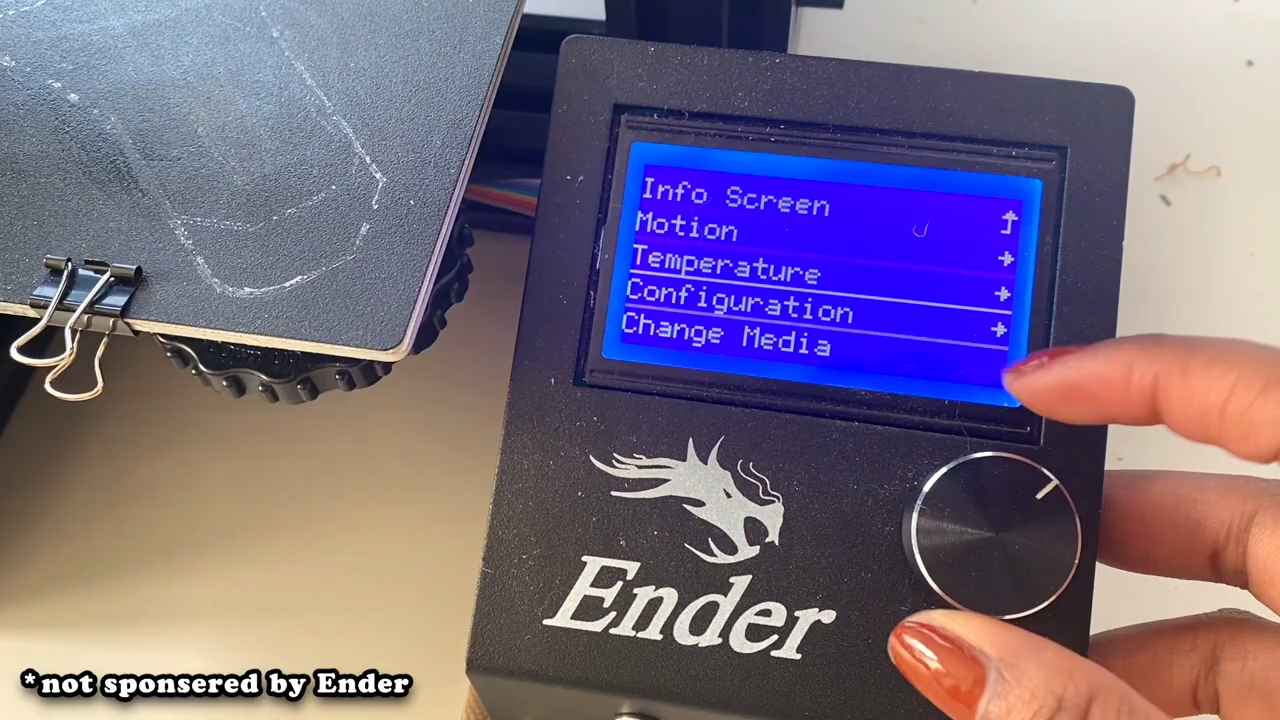 Info Screen
Motion
Temperature
Configuration
Change Media
Ender
*not sponsered by Ender